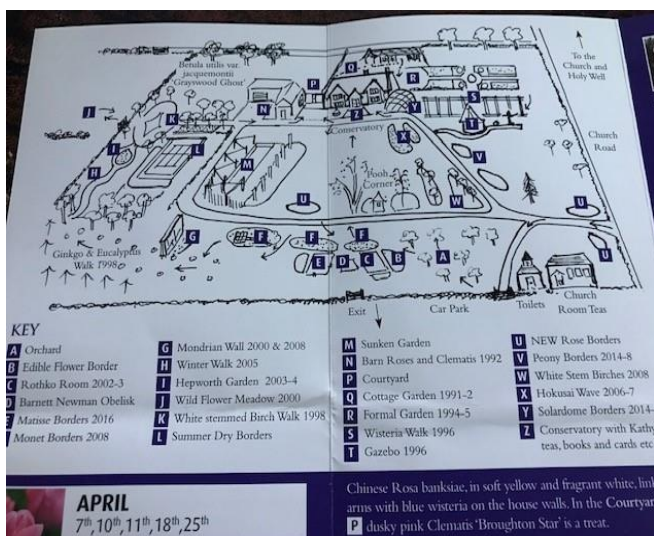 Betula utilis var.
jacquemontii
'Grayswood Ghost'
To the
Church and
Holy Well
Church
Road
Conservatory
Pooh
Corner
Ginkgo & Eucalyptus
Walk 1998
J
K
I
H
L
N
M
P
Q
R
S
Z
Y
T
X
V
W
U
U
U
G
F
F
F
E
D
C
B
A
Exit
Car Park
Toilets
Church
Room Teas
KEY
A Orchard
B Edible Flower Border
C Rothko Room 2002-3
D Barnett Newman Obelisk
E Matisse Borders 2016
Monet Borders 2008
G Mondrian Wall 2000 & 2008
H Winter Walk 2005
I Hepworth Garden 2003-4
J Wild Flower Meadow 2000
K White stemmed Birch Walk 1998
L Summer Dry Borders
M Sunken Garden
N Barn Roses and Clematis 1992
P Courtyard
Q Cottage Garden 1991-2
R Formal Garden 1994-5
S Wisteria Walk 1996
T Gazebo 1996
U NEW Rose Borders
V Peony Borders 2014-8
W White Stem Birches 2008
X Hokusai Wave 2006-7
Y Solardome Borders 2014-
Z Conservatory with Kathy
teas, books and cards etc
APRIL
7th, 10th, 11th, 18th, 25th
Chinese Rosa banksiae, in soft yellow and fragrant white, link
arms with blue wisteria on the house walls. In the Courtyar
P dusky pink Clematis 'Broughton Star' is a treat.